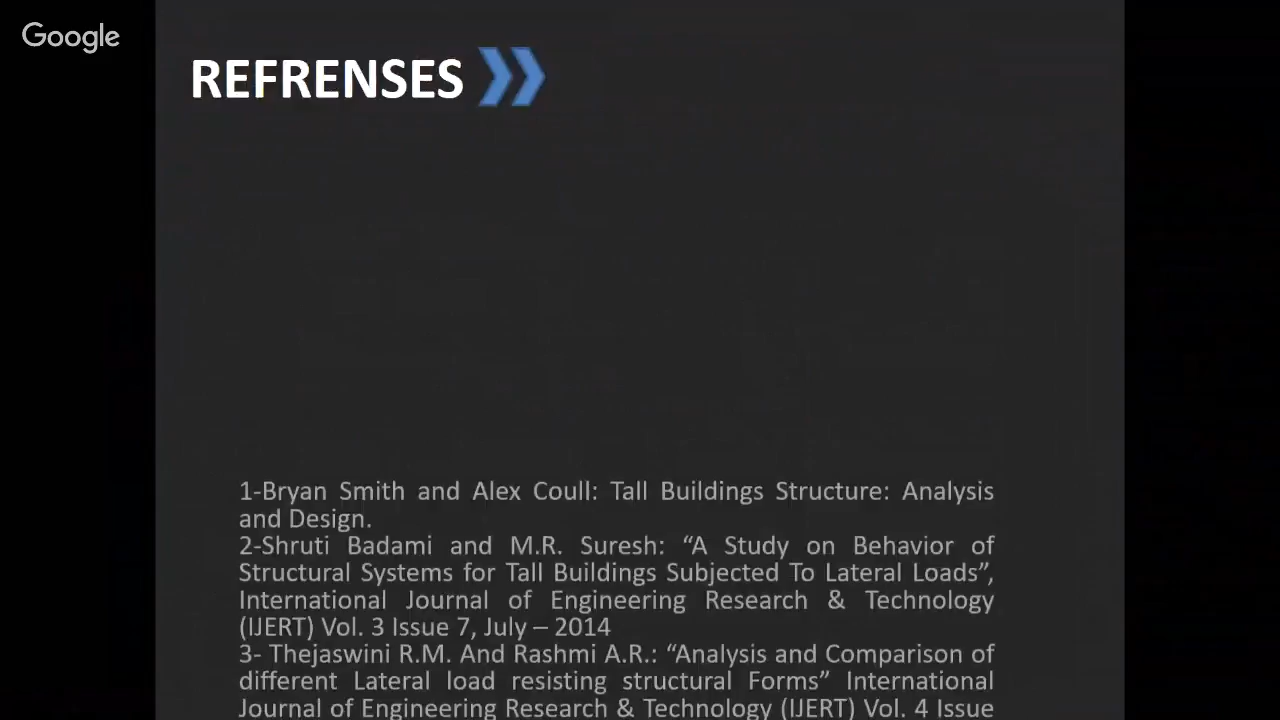 Google
REFRENSES
1-Bryan Smith and Alex Coull: Tall Buildings Structure: Analysis
and Design.
2-Shruti Badami and M.R. Suresh: “A Study on Behavior of
Structural Systems for Tall Buildings Subjected To Lateral Loads”,
International Journal of Engineering Research & Technology
(IJERT) Vol. 3 Issue 7, July – 2014
3- Thejaswini R.M. And Rashmi A.R.: “Analysis and Comparison of
different Lateral load resisting structural Forms” International
Journal of Engineering Research & Technology (IJERT) Vol. 4 Issue